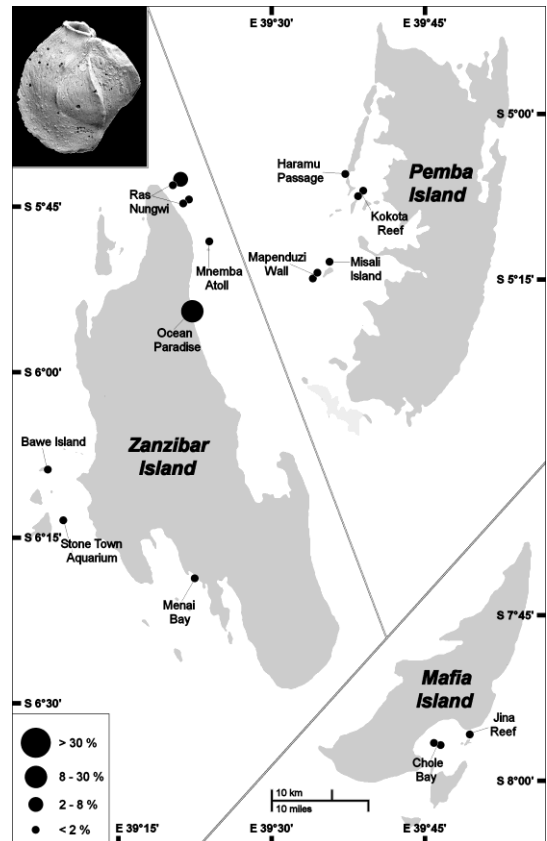 E 39°30'
E 39°45'
S 5°00'
Haramu
Passage
Pemba
Island
Ras
Nungwi
S 5°45'
Kokota
Reef
Mapenduzi
Wall
Misali
Island
Mnemba
Atoll
S 5°15'
Ocean
Paradise
S 6°00'
Zanzibar
Island
Bawe Island
S 6°15'
Stone Town
Aquarium
Menai
Bay
S 7°45'
Mafia
Island
S 6°30'
Jina
Reef
Chole
Bay
> 30 %
8 - 30 %
2 - 8 %
< 2 %
S 8°00'
10 km
10 miles
E 39°15'
E 39°30'
E 39°45'